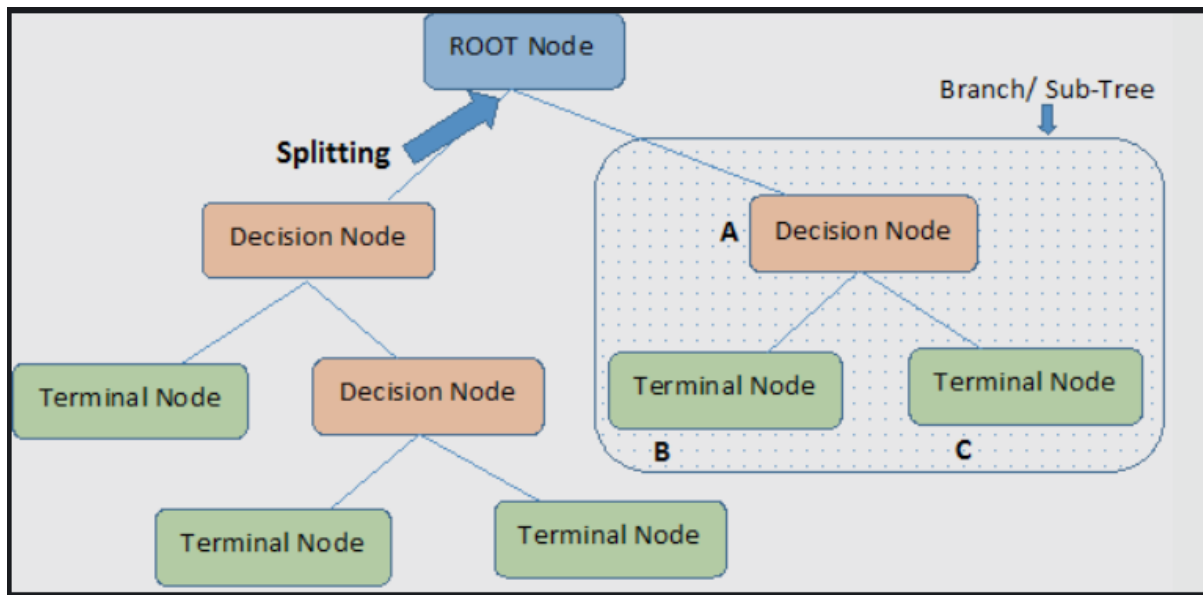 ROOT Node
Branch/ Sub-Tree
Splitting
Decision Node
A
Decision Node
Terminal Node
Decision Node
Terminal Node
Terminal Node
B
C
Terminal Node
Terminal Node